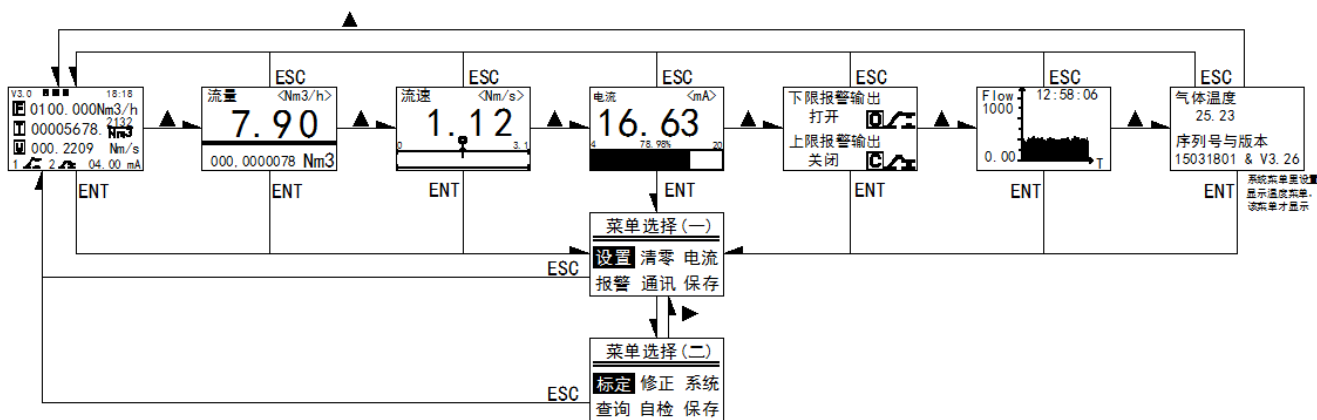 ESC ESC ESC ESC ESC ESC
V3.0 18:18
F 0100.000Nm3/h
T 00005678.2132 Nm3
U 000.2209 Nm/s
1 2 04.00 mA
流量 <Nm3/h>
7.90
000.0000078 Nm3
流速 <Nm/s>
1.12
0 3.1
电流 <mA>
16.63
4 78.98% 20
下限报警输出
打开 O
上限报警输出
关闭 C
Flow 12:58:06
1000
0.00 T
气体温度
25.23
序列号与版本
15031801 & V3.26
系统菜单里设置
显示温度菜单,
该菜单才显示
ENT ENT ENT ENT ENT ENT ENT
菜单选择(一)
设置 清零 电流
报警 通讯 保存
ESC
菜单选择(二)
标定 修正 系统
查询 自检 保存
ESC